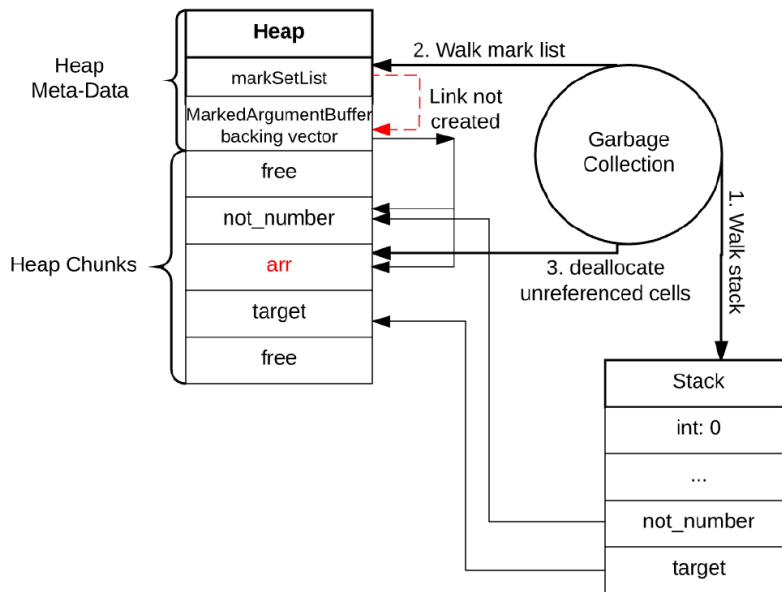 Heap
2. Walk mark list
Heap
Meta-Data
markSetList
MarkedArgumentBuffer
backing vector
Link not
created
Garbage
Collection
free
not_number
1. Walk stack
Heap Chunks
arr
3. deallocate
unreferenced cells
target
free
Stack
int: 0
...
not_number
target